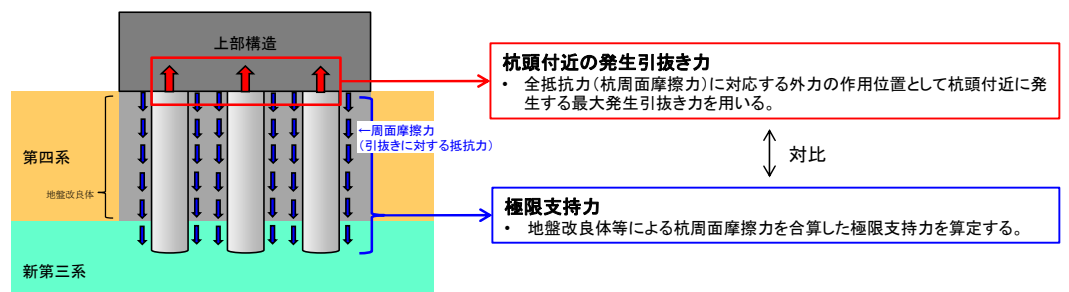 上部構造
杭頭付近の発生引抜き力
• 全抵抗力(杭周面摩擦力)に対応する外力の作用位置として杭頭付近に発
生する最大発生引抜き力を用いる。
←周面摩擦力
(引抜きに対する抵抗力)
対比
第四系
地盤改良体
極限支持力
• 地盤改良体等による杭周面摩擦力を合算した極限支持力を算定する。
新第三系